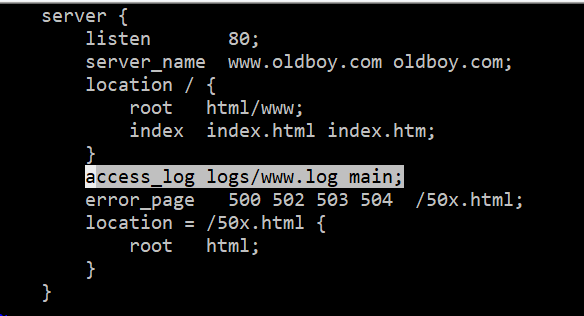 server {
listen 80;
server_name www.oldboy.com oldboy.com;
location / {
root html/www;
index index.html index.htm;
}
access_log logs/www.log main;
error_page 500 502 503 504 /50x.html;
location = /50x.html {
root html;
}
}